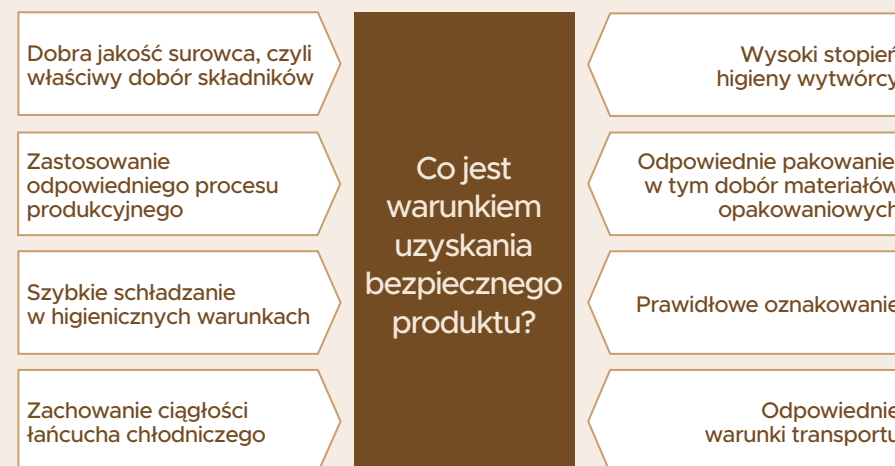 Dobra jakość surowca, czyli
właściwy dobór składników
Zastosowanie
odpowiedniego procesu
produkcyjnego
Szybkie schładzanie
w higienicznych warunkach
Zachowanie ciągłości
łańcucha chłodniczego
Co jest
warunkiem
uzyskania
bezpiecznego
produktu?
Wysoki stopień
higieny wytwórcy
Odpowiednie pakowanie,
w tym dobór materiałów
opakowaniowych
Prawidłowe oznakowanie
Odpowiednie
warunki transportu